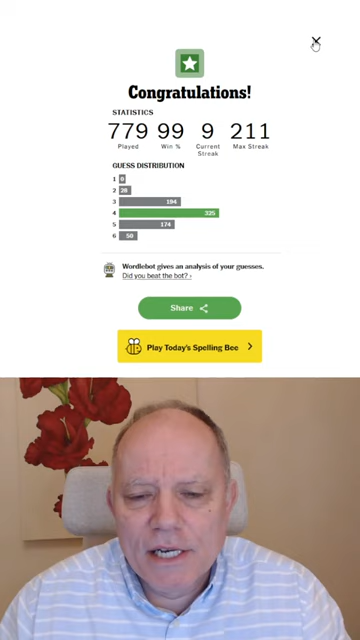 Congratulations!
STATISTICS
779 99 9 211
Played Win % Current Streak Max Streak
GUESS DISTRIBUTION
1 0
2 28
3 194
4 325
5 174
6 50
Wordlebot gives an analysis of your guesses.
Did you beat the bot? ›
Share
Play Today's Spelling Bee